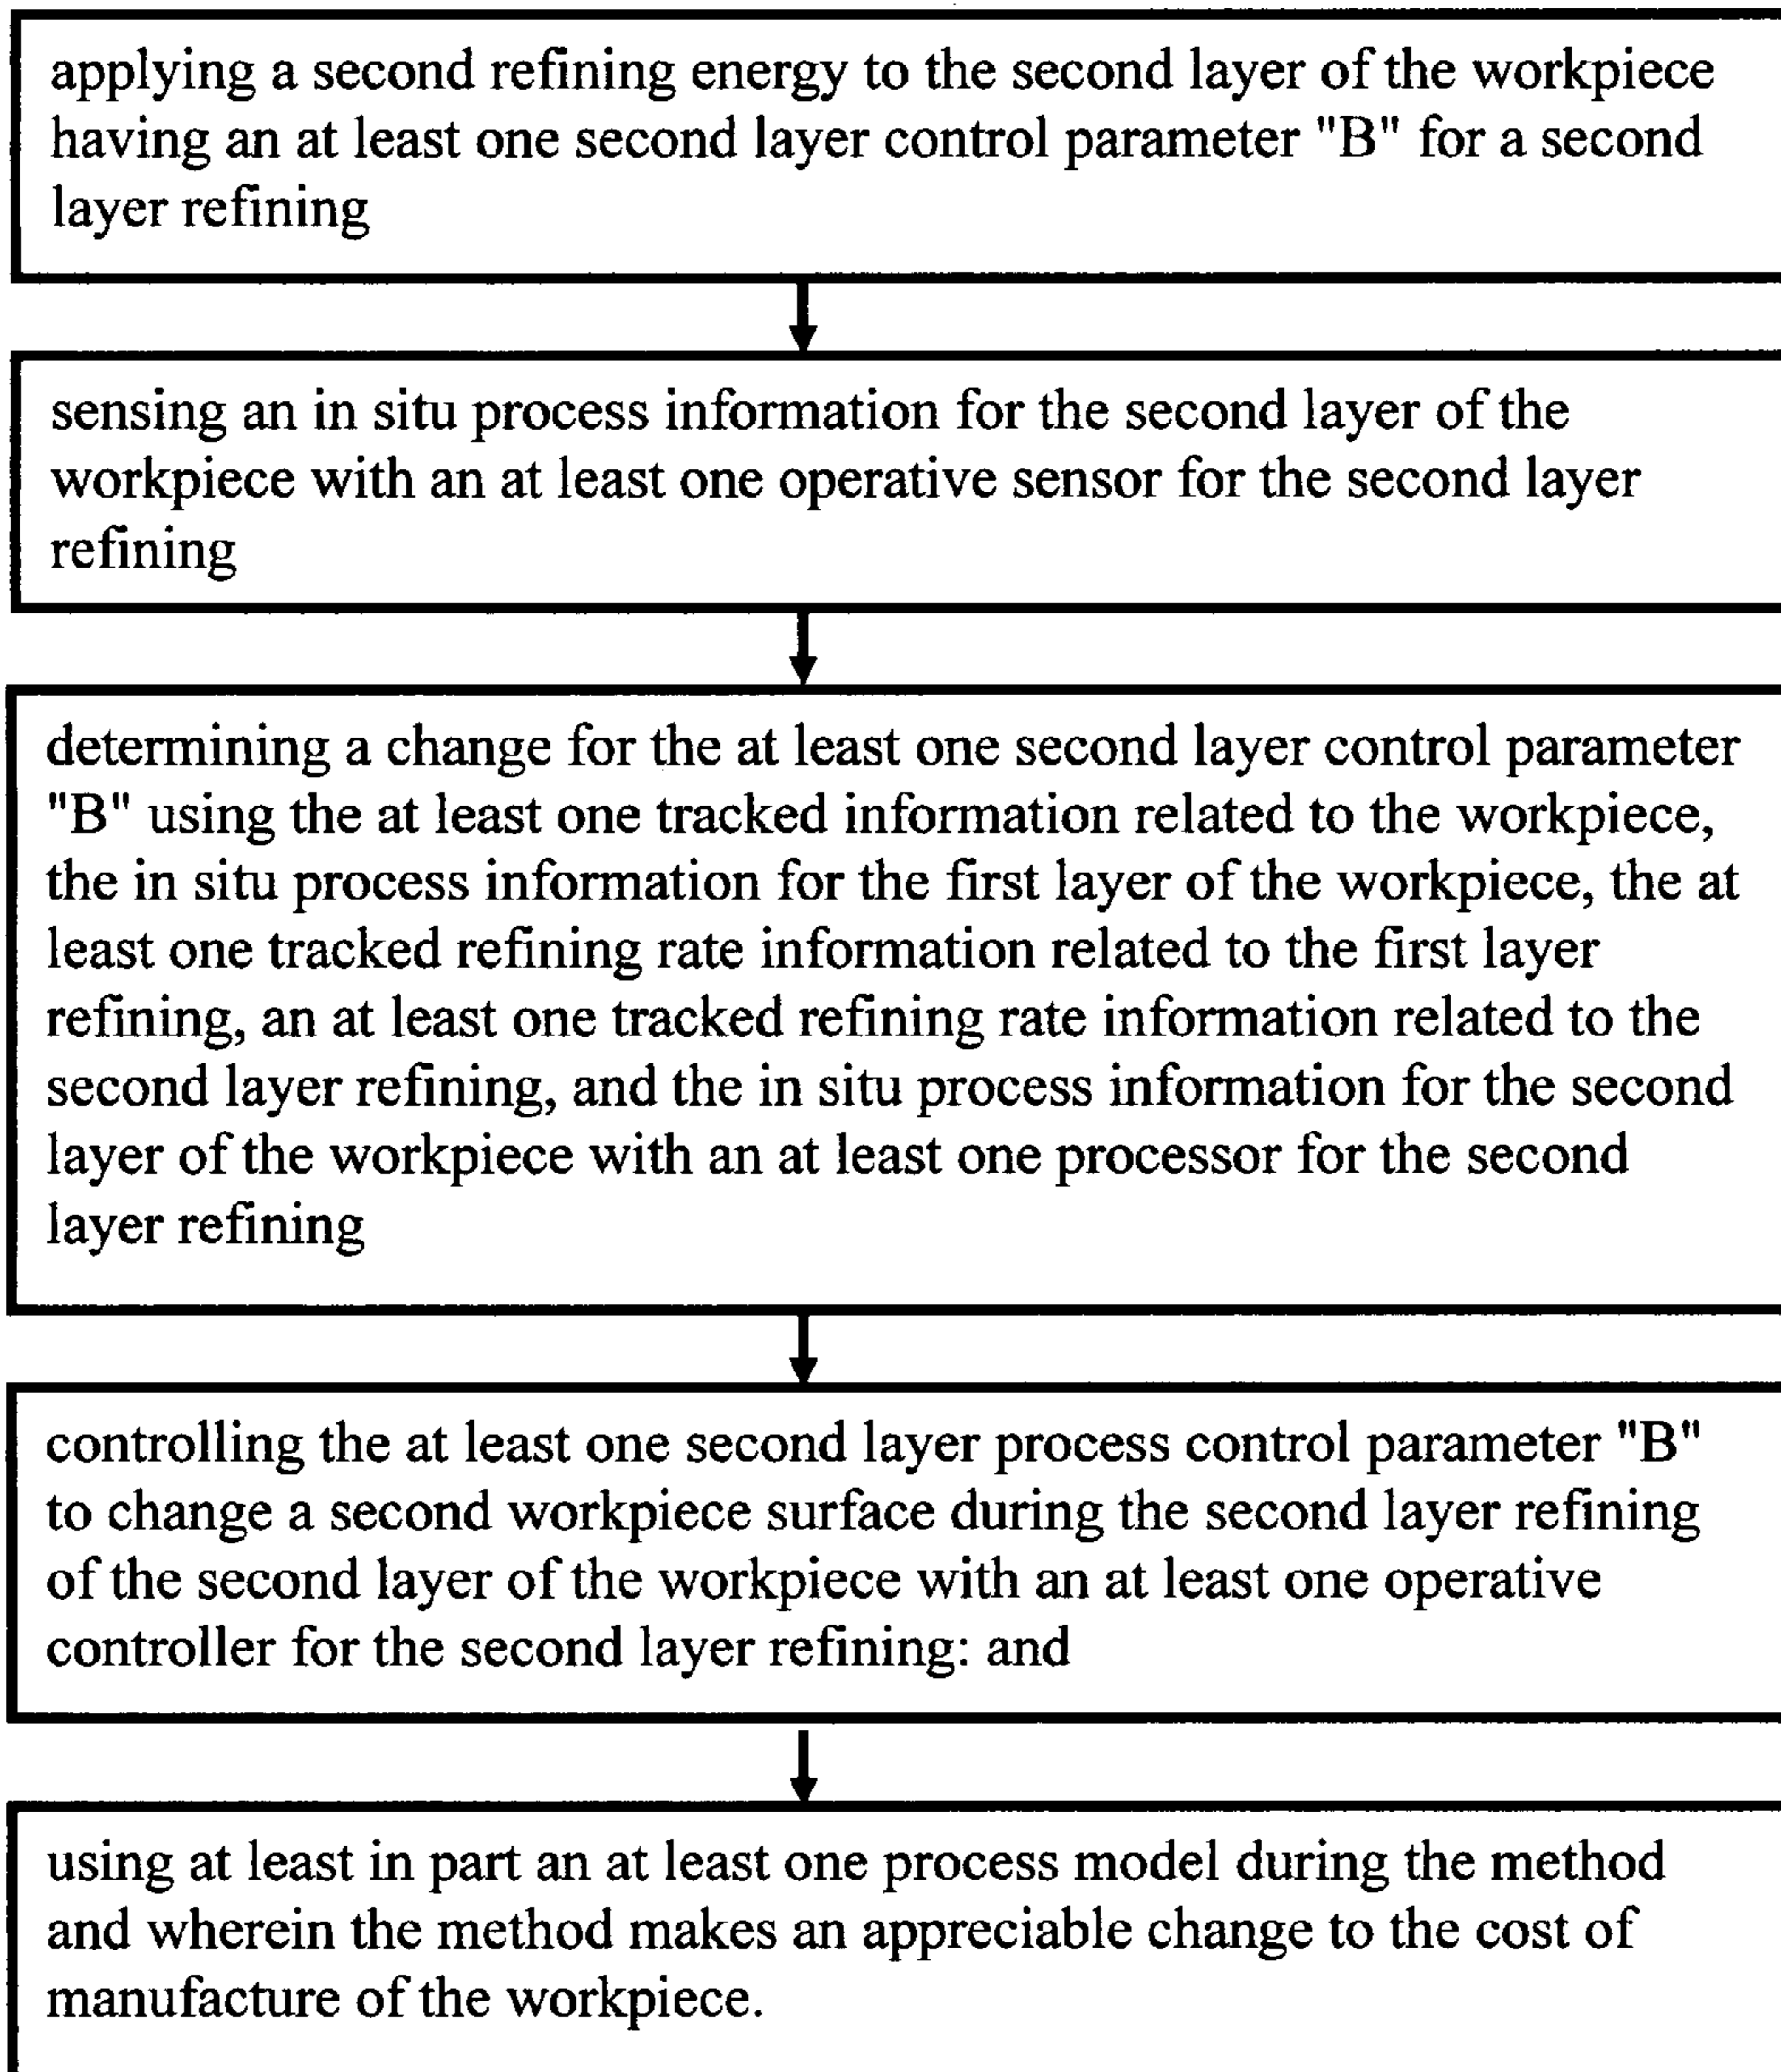 applying a second refining energy to the second layer of the workpiece
having an at least one second layer control parameter "B" for a second
layer refining
sensing an in situ process information for the second layer of the
workpiece with an at least one operative sensor for the second layer
refining
determining a change for the at least one second layer control parameter
"B" using the at least one tracked information related to the workpiece,
the in situ process information for the first layer of the workpiece, the at
least one tracked refining rate information related to the first layer
refining, an at least one tracked refining rate information related to the
second layer refining, and the in situ process information for the second
layer of the workpiece with an at least one processor for the second
layer refining
controlling the at least one second layer process control parameter "B"
to change a second workpiece surface during the second layer refining
of the second layer of the workpiece with an at least one operative
controller for the second layer refining: and
using at least in part an at least one process model during the method
and wherein the method makes an appreciable change to the cost of
manufacture of the workpiece.